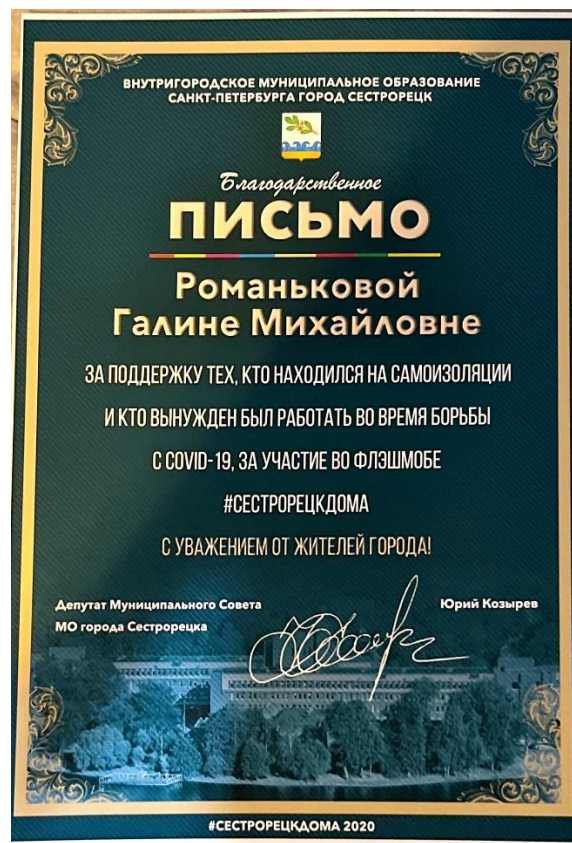 ВНУТРИГОРОДСКОЕ МУНИЦИПАЛЬНОЕ ОБРАЗОВАНИЕ
САНКТ-ПЕТЕРБУРГА ГОРОД СЕСТРОРЕЦК
Благодарственное
ПИСЬМО
Романьковой
Галине Михайловне
ЗА ПОДДЕРЖКУ ТЕХ, КТО НАХОДИЛСЯ НА САМОИЗОЛЯЦИИ
И КТО ВЫНУЖДЕН БЫЛ РАБОТАТЬ ВО ВРЕМЯ БОРЬБЫ
С COVID-19, ЗА УЧАСТИЕ ВО ФЛЭШМОБЕ
#СЕСТРОРЕЦКДОМА
С УВАЖЕНИЕМ ОТ ЖИТЕЛЕЙ ГОРОДА!
Депутат Муниципального Совета Юрий Козырев
МО города Сестрорецка
#СЕСТРОРЕЦКДОМА 2020